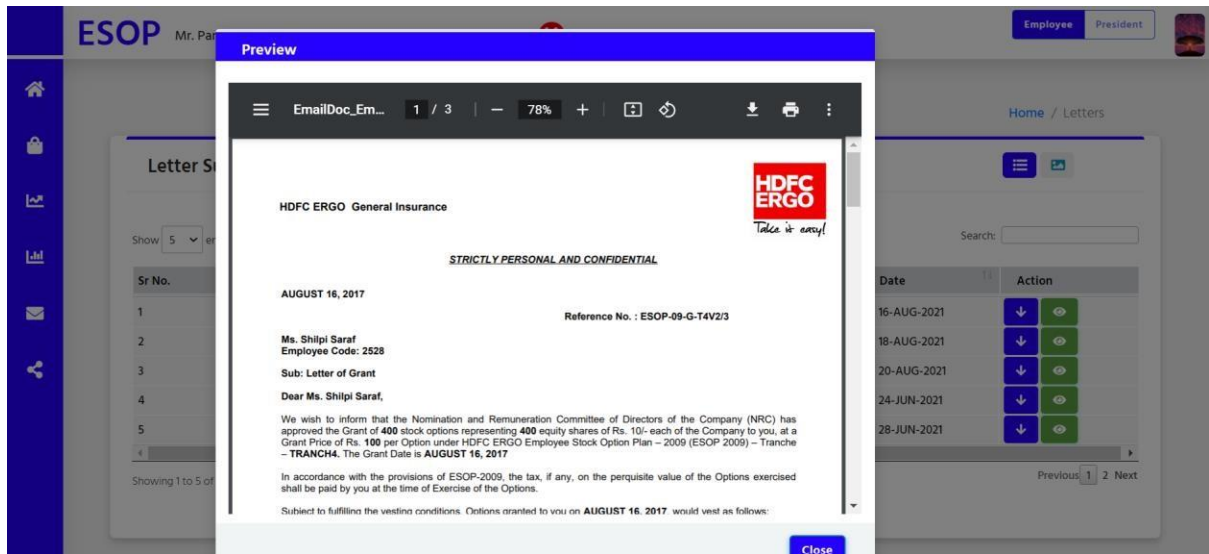 ESOP Mr. Par
Employee President
Preview
EmailDoc_Em... 1 / 3 | − 78% + |
Home / Letters
Letter Su
HDFC
ERGO
Take it easy!
HDFC ERGO General Insurance
Show 5 en
Search:
STRICTLY PERSONAL AND CONFIDENTIAL
Sr No. Date Action
AUGUST 16, 2017
Reference No. : ESOP-09-G-T4V2/3
1 16-AUG-2021
Ms. Shilpi Saraf
Employee Code: 2528
2 18-AUG-2021
Sub: Letter of Grant
3 20-AUG-2021
Dear Ms. Shilpi Saraf,
4 24-JUN-2021
We wish to inform that the Nomination and Remuneration Committee of Directors of the Company (NRC) has
approved the Grant of 400 stock options representing 400 equity shares of Rs. 10/- each of the Company to you, at a
Grant Price of Rs. 100 per Option under HDFC ERGO Employee Stock Option Plan – 2009 (ESOP 2009) – Tranche
– TRANCH4. The Grant Date is AUGUST 16, 2017
5 28-JUN-2021
In accordance with the provisions of ESOP-2009, the tax, if any, on the perquisite value of the Options exercised
shall be paid by you at the time of Exercise of the Options.
Showing 1 to 5 of
Previous 1 2 Next
Subject to fulfilling the vesting conditions, Options granted to you on AUGUST 16, 2017, would vest as follows:
Close